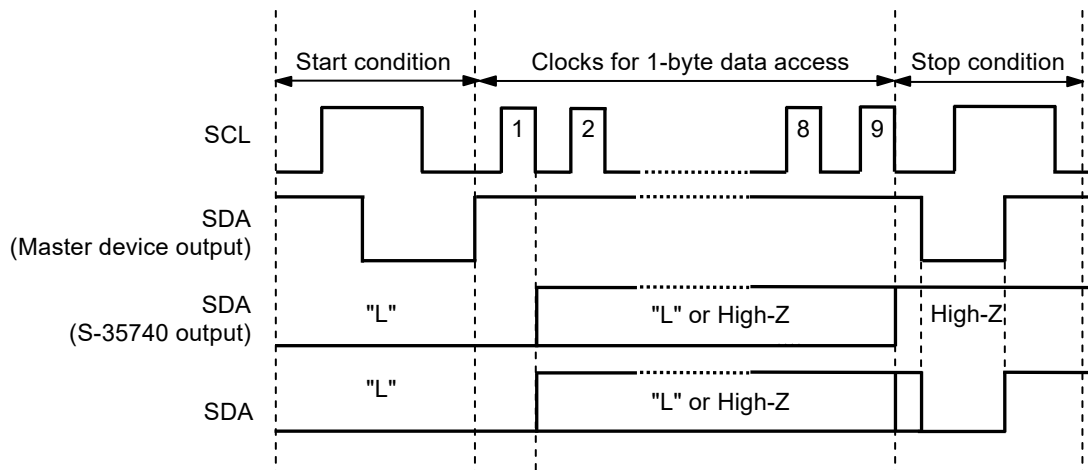 Start condition
Clocks for 1-byte data access
Stop condition
SCL
1
2
8
9
SDA
(Master device output)
SDA
(S-35740 output)
"L"
"L" or High-Z
High-Z
SDA
"L"
"L" or High-Z